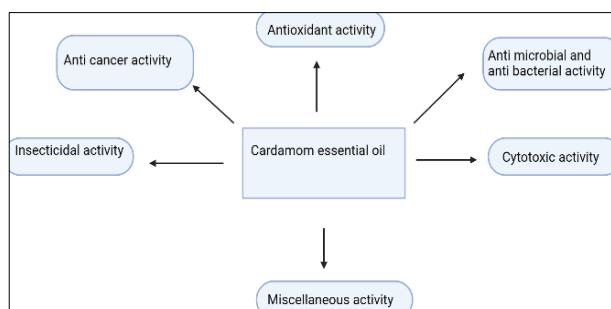 Antioxidant activity
Anti cancer activity
Anti microbial and
anti bacterial activity
Insecticidal activity
Cardamom essential oil
Cytotoxic activity
Miscellaneous activity